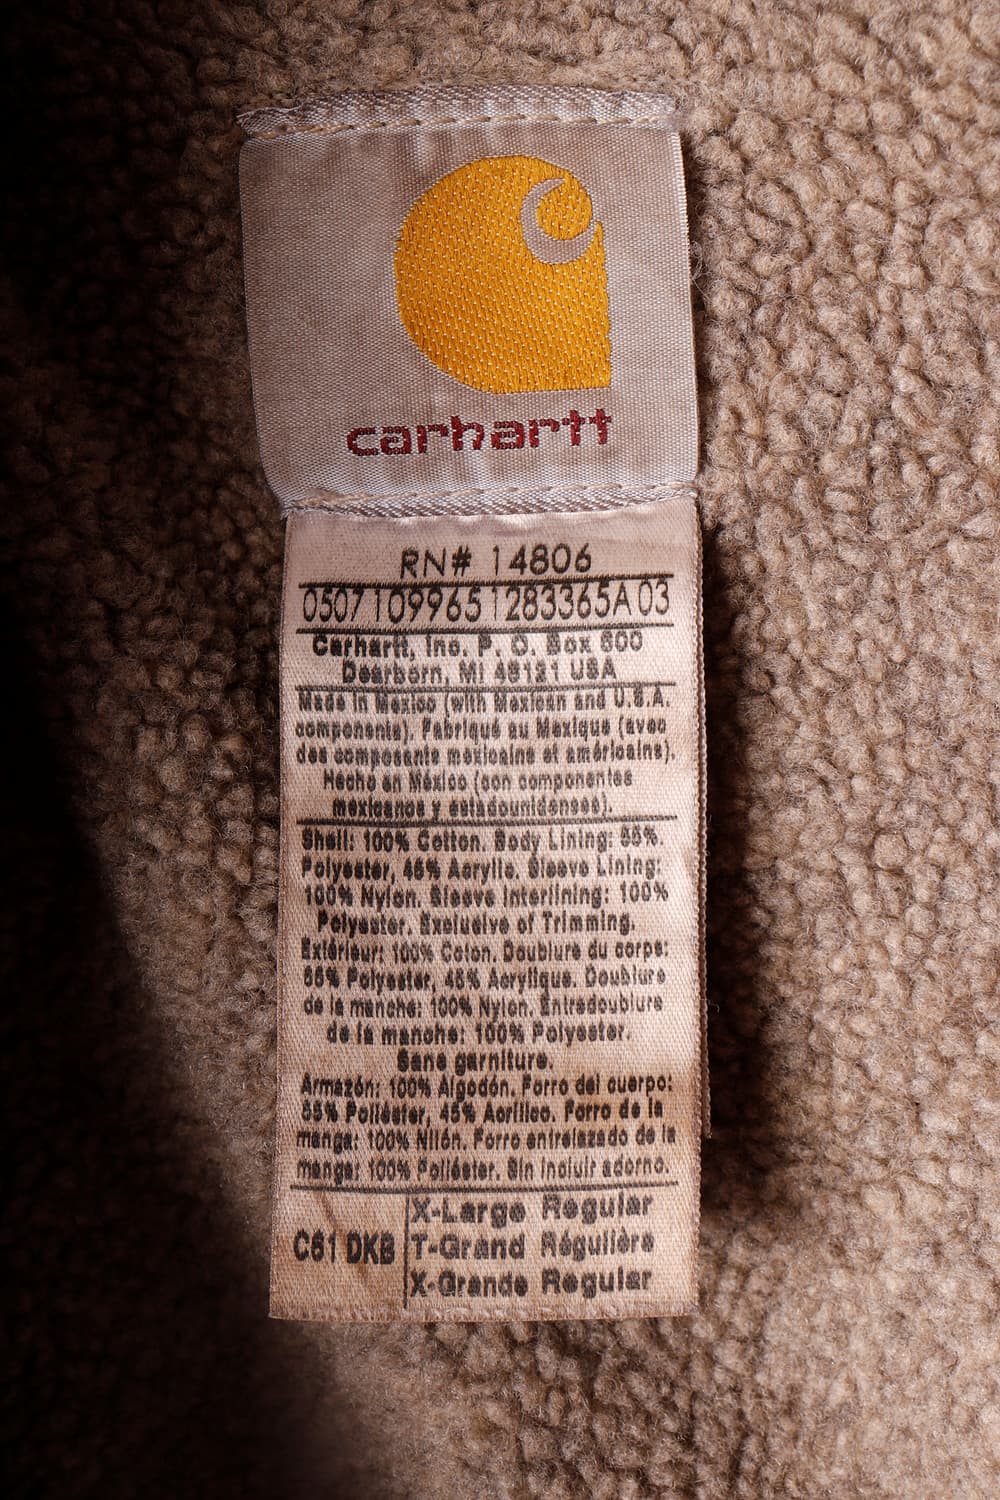 carhartt
RN# 14806
0507109965 1283365A 03
Carhartt, Inc. P. O. Box 600
Dearborn, MI 48121 USA
Made in Mexico (with Mexican and U.S.A.
components). Fabriqué au Mexique (avec
des composants mexicains et américains).
Hecho en México (con componentes
mexicanos y estadounidenses).
Shell: 100% Cotton. Body Lining: 55%.
Polyester, 45% Acrylic. Sleeve Lining:
100% Nylon. Sleeve Interlining: 100%
Polyester. Exclusive of Trimming.
Extérieur: 100% Coton. Doublure du corps:
55% Polyester, 45% Acrylique. Doublure
de la manche: 100% Nylon. Entredoublure
de la manche: 100% Polyester.
Sans garniture.
Armazón: 100% Algodón. Forro del cuerpo:
55% Poliéster, 45% Acrílico. Forro de la
manga: 100% Nilón. Forro entrelazado de la
manga: 100% Poliéster. Sin incluir adorno.
C61 DKB
X-Large Regular
T-Grand Régulière
X-Grande Regular